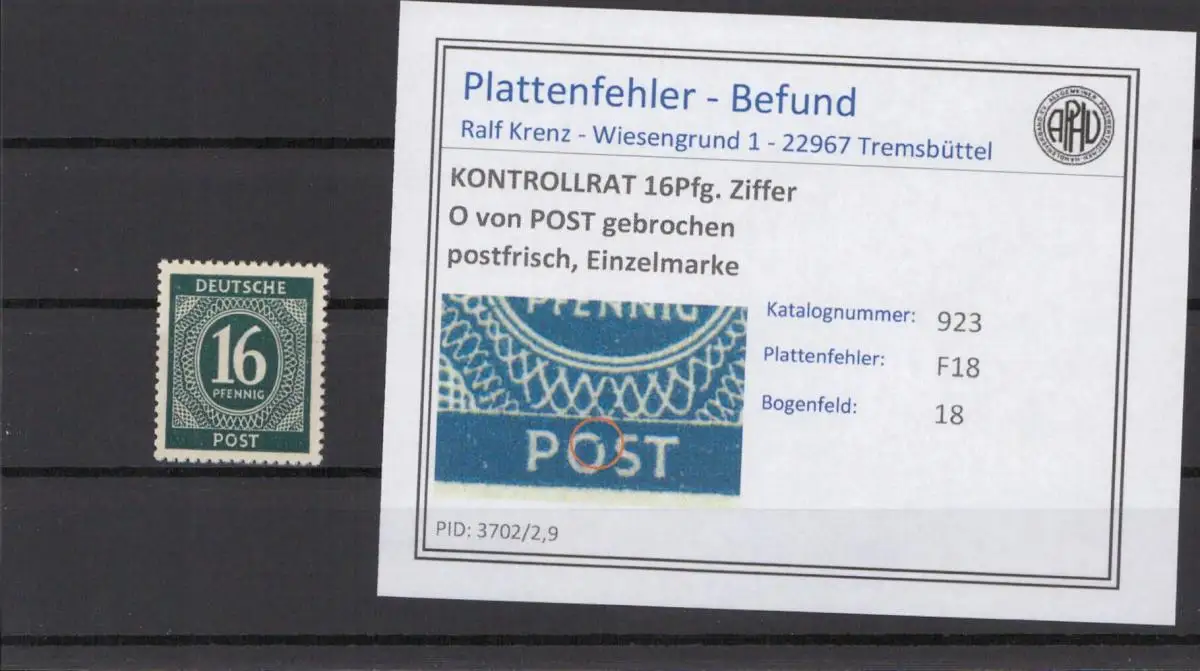 DEUTSCHE
16
PFENNIG
POST
Plattenfehler - Befund
Ralf Krenz - Wiesengrund 1 - 22967 Tremsbüttel
APHV
KONTROLLRAT 16Pfg. Ziffer
O von POST gebrochen
postfrisch, Einzelmarke
PFENNIG
POST
Katalognummer: 923
Plattenfehler: F18
Bogenfeld: 18
PID: 3702/2,9